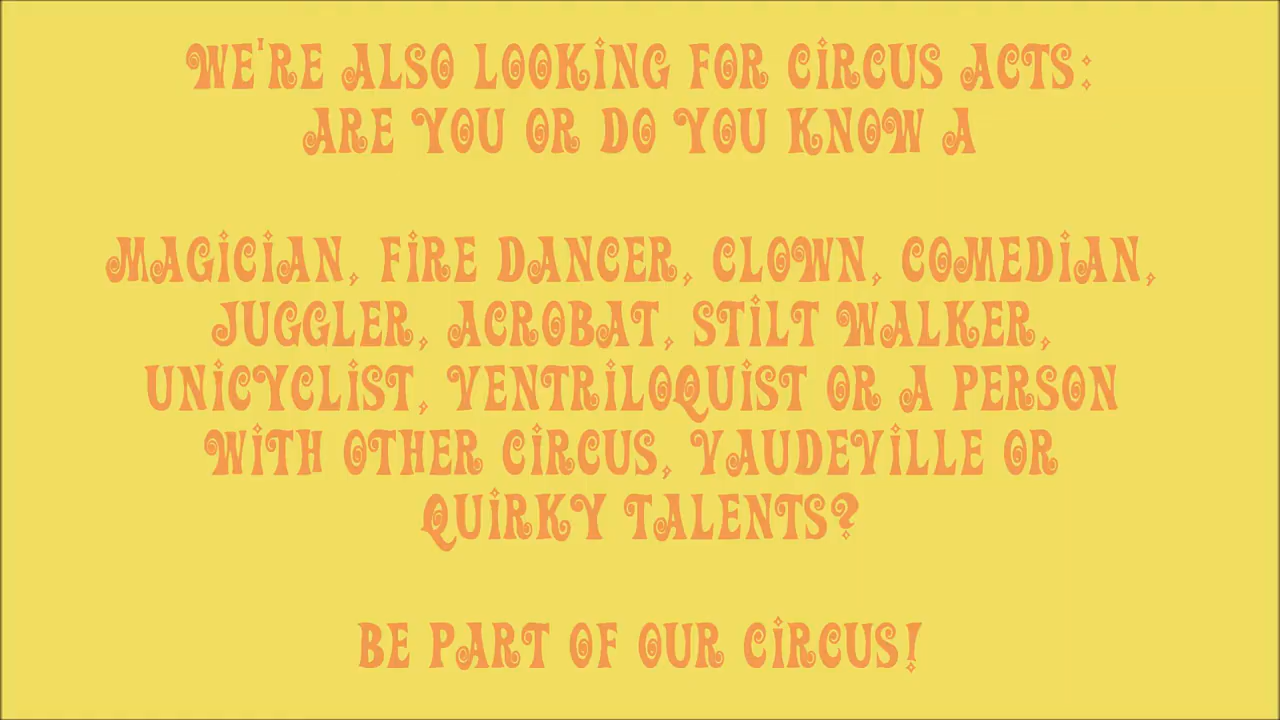 WE'RE ALSO LOOKING FOR CIRCUS ACTS:
ARE YOU OR DO YOU KNOW A
MAGICIAN, FIRE DANCER, CLOWN, COMEDIAN,
JUGGLER, ACROBAT, STILT WALKER,
UNICYCLIST, VENTRILOQUIST OR A PERSON
WITH OTHER CIRCUS, VAUDEVILLE OR
QUIRKY TALENTS?
BE PART OF OUR CIRCUS!